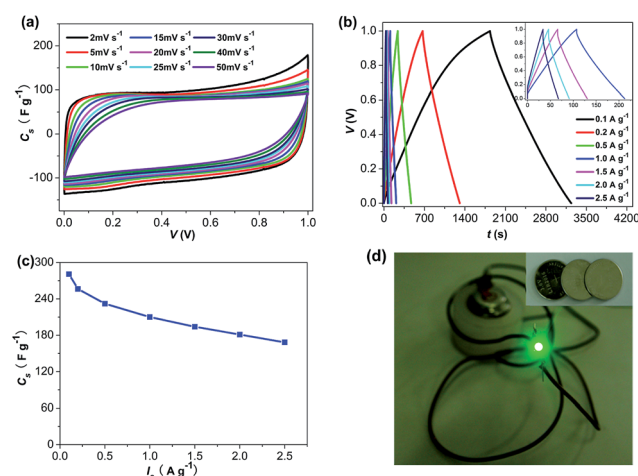 (a)
2mV s-1 15mV s-1 30mV s-1
5mV s-1 20mV s-1 40mV s-1
10mV s-1 25mV s-1 50mV s-1
200
100
0
-100
Cs ( F g-1)
0.0 0.2 0.4 0.6 0.8 1.0
V (V)
(b)
1.0
0.8
0.6
0.4
0.2
0.0
V (V)
0 700 1400 2100 2800 3500 4200
t (s)
1.0
0.8
0.6
0.4
0.2
0.0
0 50 100 150 200
0.1 A g-1
0.2 A g-1
0.5 A g-1
1.0 A g-1
1.5 A g-1
2.0 A g-1
2.5 A g-1
(c)
300
240
180
120
60
0
Cs ( F g-1)
0.0 0.5 1.0 1.5 2.0 2.5
( A g-1)
(d)